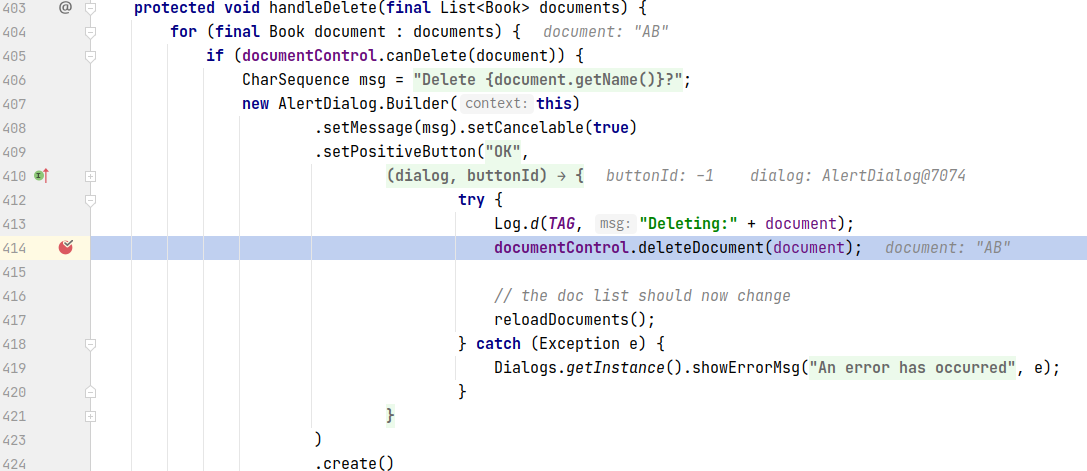 403 @ protected void handleDelete(final List<Book> documents) {
404 for (final Book document : documents) { document: "AB"
405 if (documentControl.canDelete(document)) {
406 CharSequence msg = "Delete {document.getName()}?";
407 new AlertDialog.Builder( context: this)
408 .setMessage(msg).setCancelable(true)
409 .setPositiveButton("OK",
410 (dialog, buttonId) → { buttonId: -1 dialog: AlertDialog@7074
412 try {
413 Log.d(TAG, msg: "Deleting:" + document);
414 documentControl.deleteDocument(document); document: "AB"
415
416 // the doc list should now change
417 reloadDocuments();
418 } catch (Exception e) {
419 Dialogs.getInstance().showErrorMsg("An error has occurred", e);
420 }
421 }
423 )
424 .create()